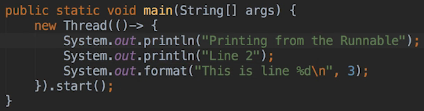 public static void main(String[] args) {
    new Thread(()-> {
        System.out.println("Printing from the Runnable");
        System.out.println("Line 2");
        System.out.format("This is line %d\n", 3);
    }).start();
}